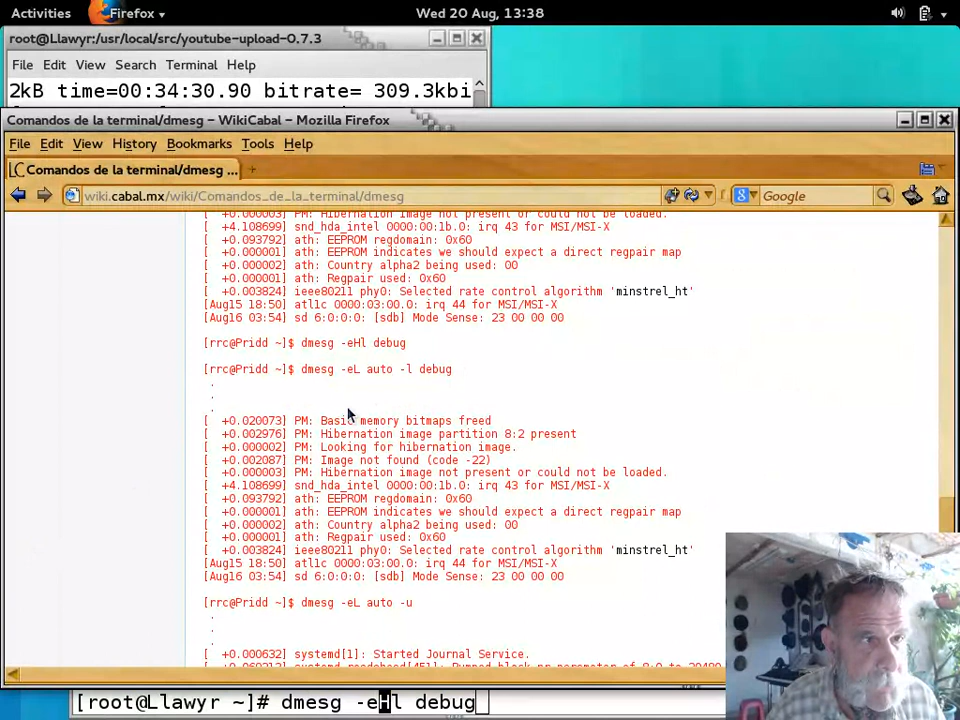 Activities Firefox Wed 20 Aug, 13:38
root@Llawyr:/usr/local/src/youtube-upload-0.7.3
File Edit View Search Terminal Help
2kB time=00:34:30.90 bitrate= 309.3kbi
Comandos de la terminal/dmesg – WikiCabal – Mozilla Firefox
File Edit View History Bookmarks Tools Help
Comandos de la terminal/dmesg ...
wiki.cabal.mx/wiki/Comandos_de_la_terminal/dmesg Google
[ +0.000003] PM: Hibernation image not present or could not be loaded.
[ +4.108699] snd_hda_intel 0000:00:1b.0: irq 43 for MSI/MSI-X
[ +0.093792] ath: EEPROM regdomain: 0x60
[ +0.000001] ath: EEPROM indicates we should expect a direct regpair map
[ +0.000002] ath: Country alpha2 being used: 00
[ +0.000001] ath: Regpair used: 0x60
[ +0.003824] ieee80211 phy0: Selected rate control algorithm 'minstrel_ht'
[Aug15 18:50] atl1c 0000:03:00.0: irq 44 for MSI/MSI-X
[Aug16 03:54] sd 6:0:0:0: [sdb] Mode Sense: 23 00 00 00
[rrc@Pridd ~]$ dmesg -eHl debug
[rrc@Pridd ~]$ dmesg -eL auto -l debug
.
.
.
[ +0.020073] PM: Basic memory bitmaps freed
[ +0.002976] PM: Hibernation image partition 8:2 present
[ +0.000002] PM: Looking for hibernation image.
[ +0.002087] PM: Image not found (code -22)
[ +0.000003] PM: Hibernation image not present or could not be loaded.
[ +4.108699] snd_hda_intel 0000:00:1b.0: irq 43 for MSI/MSI-X
[ +0.093792] ath: EEPROM regdomain: 0x60
[ +0.000001] ath: EEPROM indicates we should expect a direct regpair map
[ +0.000002] ath: Country alpha2 being used: 00
[ +0.000001] ath: Regpair used: 0x60
[ +0.003824] ieee80211 phy0: Selected rate control algorithm 'minstrel_ht'
[Aug15 18:50] atl1c 0000:03:00.0: irq 44 for MSI/MSI-X
[Aug16 03:54] sd 6:0:0:0: [sdb] Mode Sense: 23 00 00 00
[rrc@Pridd ~]$ dmesg -eL auto -u
.
.
.
[ +0.000632] systemd[1]: Started Journal Service.
[root@Llawyr ~]# dmesg -eHl debug